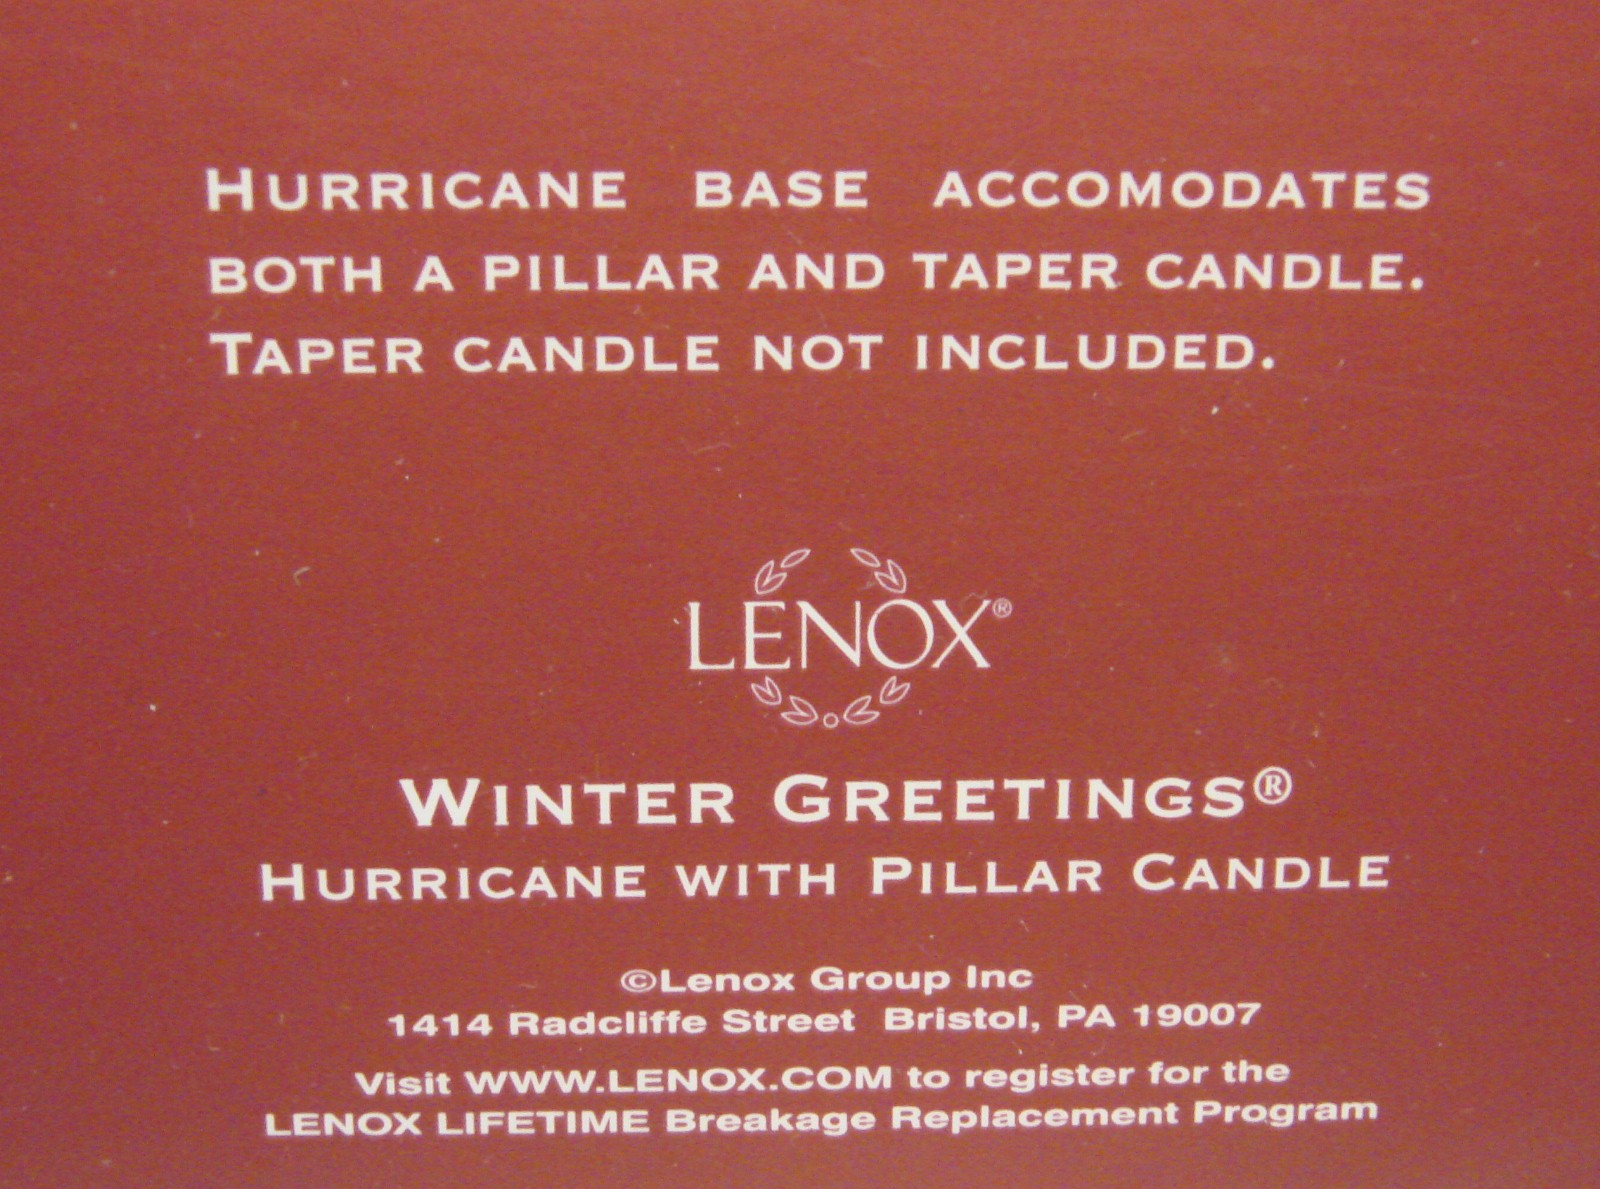 HURRICANE BASE ACCOMODATES
BOTH A PILLAR AND TAPER CANDLE.
TAPER CANDLE NOT INCLUDED.
LENOX®
WINTER GREETINGS®
HURRICANE WITH PILLAR CANDLE
©Lenox Group Inc
1414 Radcliffe Street Bristol, PA 19007
Visit WWW.LENOX.COM to register for the
LENOX LIFETIME Breakage Replacement Program